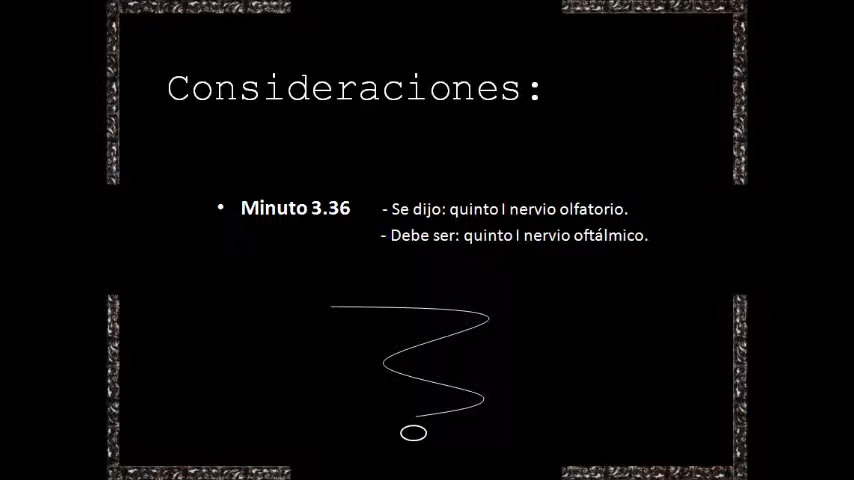 Consideraciones:
• Minuto 3.36 - Se dijo: quinto I nervio olfatorio.
- Debe ser: quinto I nervio oftálmico.